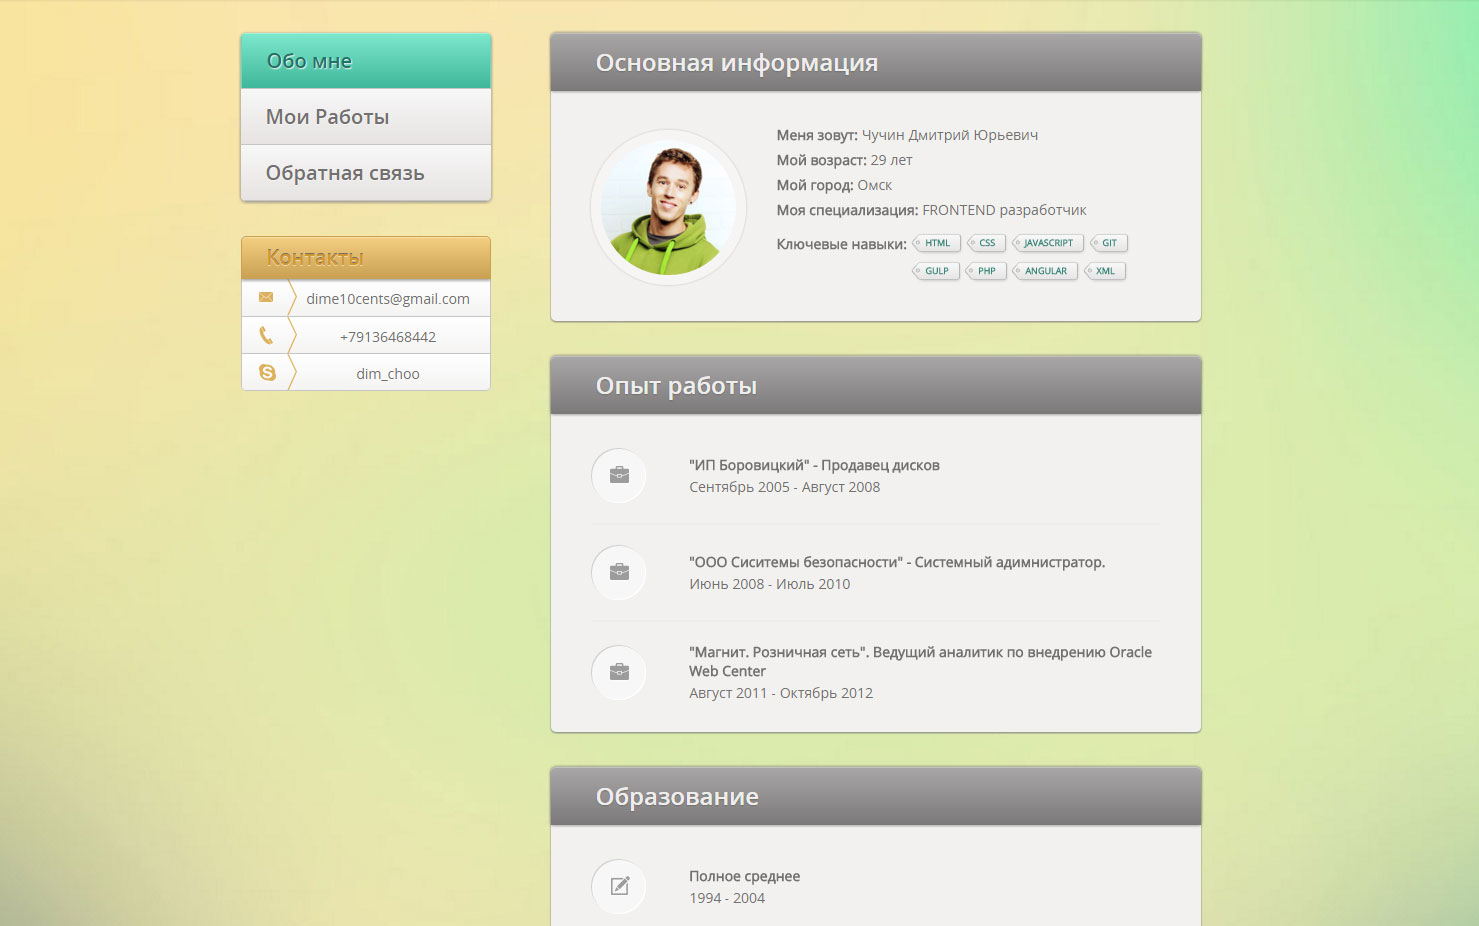 Обо мне
Мои Работы
Обратная связь
Контакты
dime10cents@gmail.com
+79136468442
dim_choo
Основная информация
Меня зовут: Чучин Дмитрий Юрьевич
Мой возраст: 29 лет
Мой город: Омск
Моя специализация: FRONTEND разработчик
Ключевые навыки: HTML CSS JAVASCRIPT GIT
GULP PHP ANGULAR XML
Опыт работы
"ИП Боровицкий" - Продавец дисков
Сентябрь 2005 - Август 2008
"ООО Сиситемы безопасности" - Системный адимнистратор.
Июнь 2008 - Июль 2010
"Магнит. Розничная сеть". Ведущий аналитик по внедрению Oracle
Web Center
Август 2011 - Октябрь 2012
Образование
Полное среднее
1994 - 2004